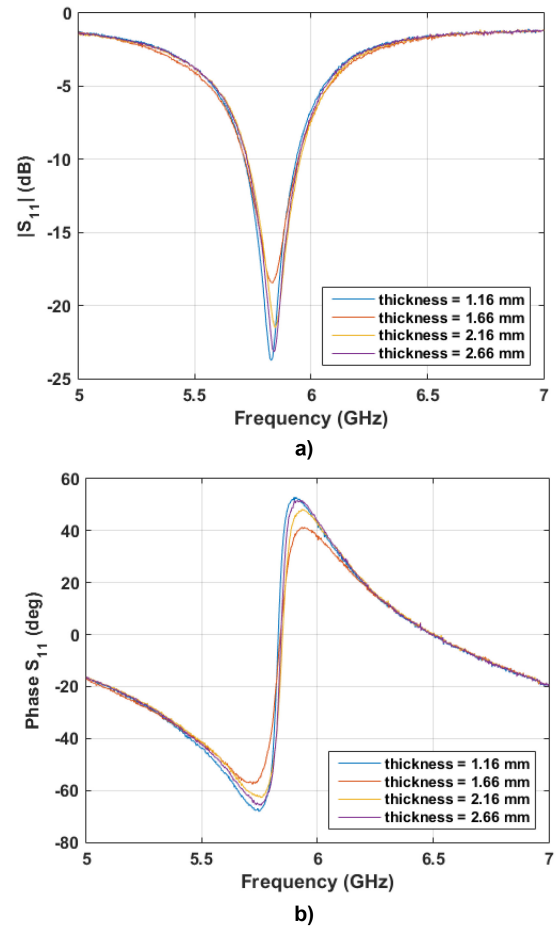 0
-5
-10
-15
-20
-25
|S11| (dB)
thickness = 1.16 mm
thickness = 1.66 mm
thickness = 2.16 mm
thickness = 2.66 mm
5 5.5 6 6.5 7
Frequency (GHz)
a)
60
40
20
0
-20
-40
-60
-80
Phase S11 (deg)
thickness = 1.16 mm
thickness = 1.66 mm
thickness = 2.16 mm
thickness = 2.66 mm
5 5.5 6 6.5 7
Frequency (GHz)
b)